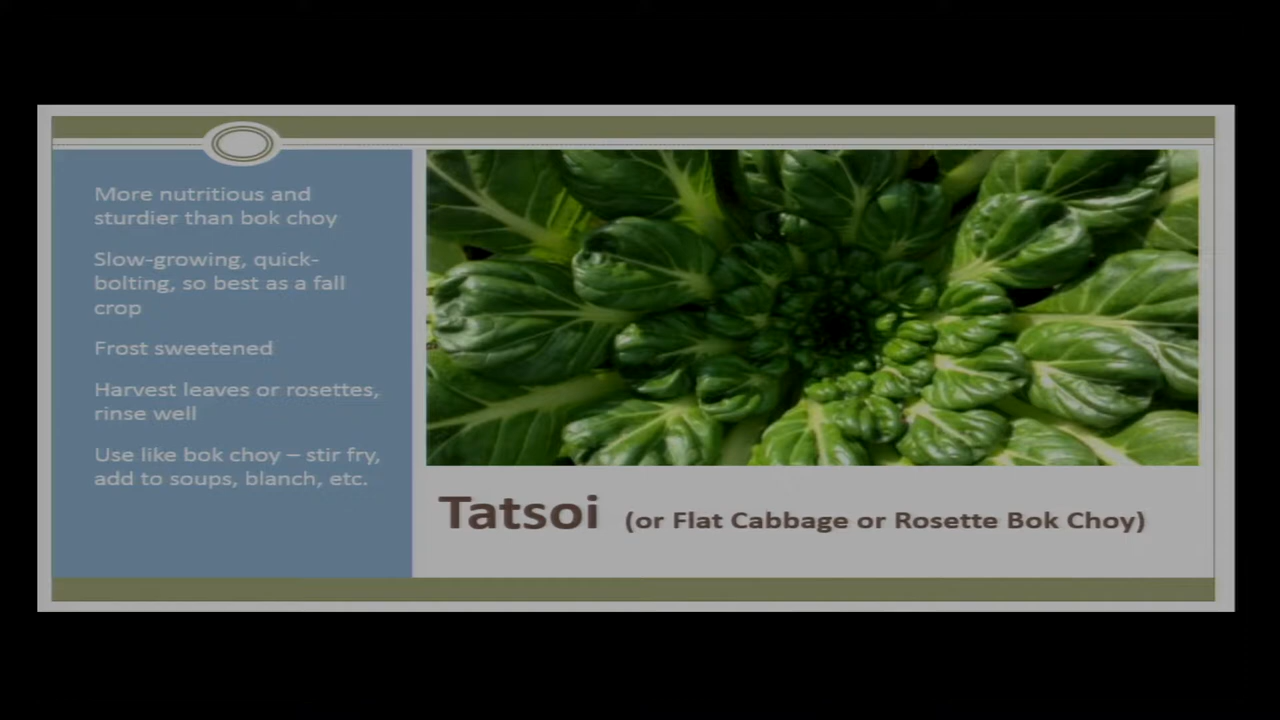 More nutritious and
sturdier than bok choy
Slow-growing, quick-
bolting, so best as a fall
crop
Frost sweetened
Harvest leaves or rosettes,
rinse well
Use like bok choy – stir fry,
add to soups, blanch, etc.
Tatsoi (or Flat Cabbage or Rosette Bok Choy)